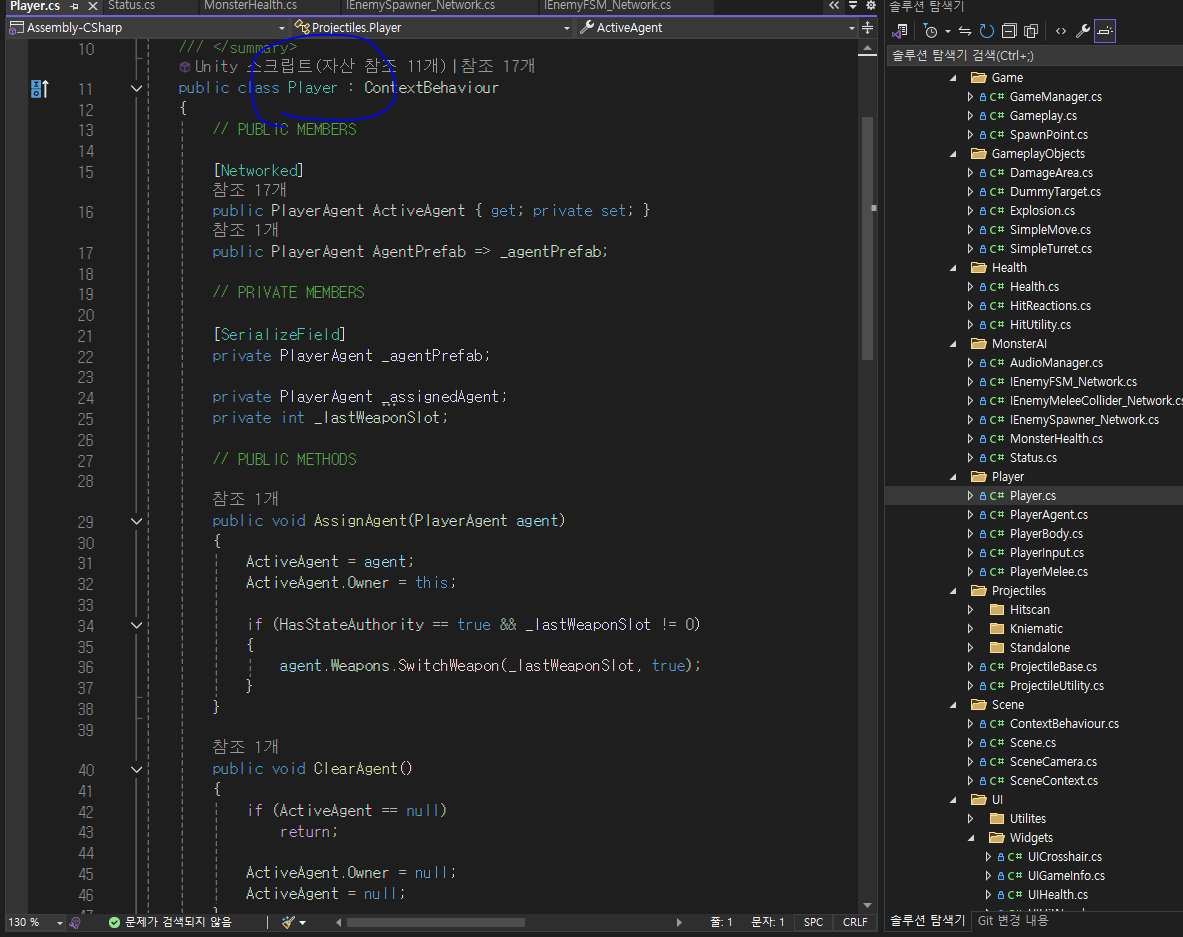 Player.cs
Status.cs
MonsterHealth.cs
IEnemySpawner_Network.cs
IEnemyFSM_Network.cs
솔루션 탐색기
Assembly-CSharp
Projectiles.Player
ActiveAgent
솔루션 탐색기 검색(Ctrl+;)
10 /// </summary>
Unity 스크립트(자산 참조 11개)|참조 17개
11 public class Player : ContextBehaviour
12 {
13 // PUBLIC MEMBERS
14
15 [Networked]
참조 17개
16 public PlayerAgent ActiveAgent { get; private set; }
참조 1개
17 public PlayerAgent AgentPrefab => _agentPrefab;
18
19 // PRIVATE MEMBERS
20
21 [SerializeField]
22 private PlayerAgent _agentPrefab;
23
24 private PlayerAgent _assignedAgent;
25 private int _lastWeaponSlot;
26
27 // PUBLIC METHODS
28
참조 1개
29 public void AssignAgent(PlayerAgent agent)
30 {
31 ActiveAgent = agent;
32 ActiveAgent.Owner = this;
33
34 if (HasStateAuthority == true && _lastWeaponSlot != 0)
35 {
36 agent.Weapons.SwitchWeapon(_lastWeaponSlot, true);
37 }
38 }
39
참조 1개
40 public void ClearAgent()
41 {
42 if (ActiveAgent == null)
43 return;
44
45 ActiveAgent.Owner = null;
46 ActiveAgent = null;
Game
C# GameManager.cs
C# Gameplay.cs
C# SpawnPoint.cs
GameplayObjects
C# DamageArea.cs
C# DummyTarget.cs
C# Explosion.cs
C# SimpleMove.cs
C# SimpleTurret.cs
Health
C# Health.cs
C# HitReactions.cs
C# HitUtility.cs
MonsterAI
C# AudioManager.cs
C# IEnemyFSM_Network.cs
C# IEnemyMeleeCollider_Network.cs
C# IEnemySpawner_Network.cs
C# MonsterHealth.cs
C# Status.cs
Player
C# Player.cs
C# PlayerAgent.cs
C# PlayerBody.cs
C# PlayerInput.cs
C# PlayerMelee.cs
Projectiles
Hitscan
Kniematic
Standalone
C# ProjectileBase.cs
C# ProjectileUtility.cs
Scene
C# ContextBehaviour.cs
C# Scene.cs
C# SceneCamera.cs
C# SceneContext.cs
UI
Utilites
Widgets
C# UICrosshair.cs
C# UIGameInfo.cs
C# UIHealth.cs
130 %
문제가 검색되지 않음
줄: 1
문자: 1
SPC
CRLF
솔루션 탐색기
Git 변경 내용